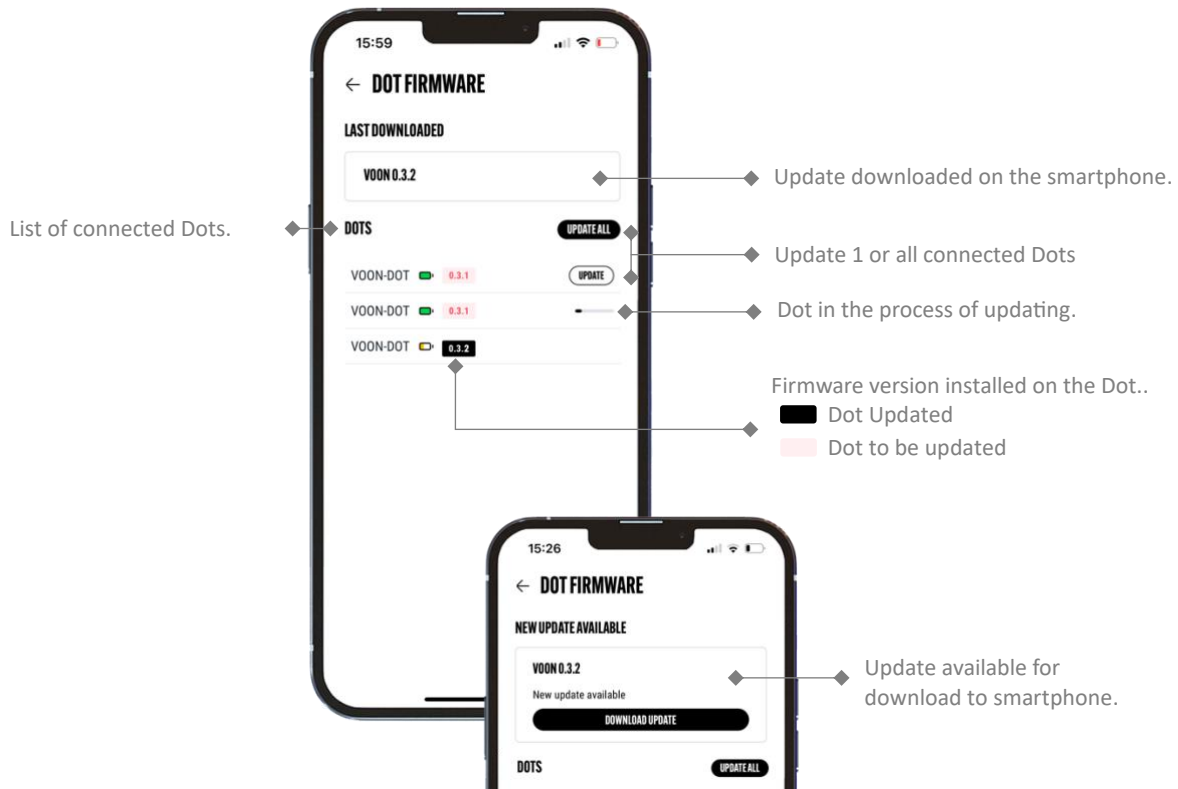 15:59
← DOT FIRMWARE
LAST DOWNLOADED
VOON 0.3.2
Update downloaded on the smartphone.
List of connected Dots.
DOTS
UPDATE ALL
Update 1 or all connected Dots
VOON-DOT 0.3.1 UPDATE
VOON-DOT 0.3.1
Dot in the process of updating.
VOON-DOT 0.3.2
Firmware version installed on the Dot..
Dot Updated
Dot to be updated
15:26
← DOT FIRMWARE
NEW UPDATE AVAILABLE
VOON 0.3.2
New update available
DOWNLOAD UPDATE
Update available for
download to smartphone.
DOTS
UPDATE ALL